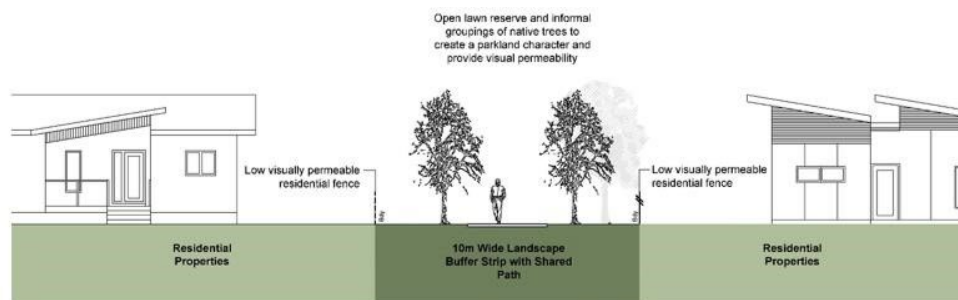 Open lawn reserve and informal
groupings of native trees to
create a parkland character and
provide visual permeability
Low visually permeable
residential fence
Low visually permeable
residential fence
Bdy
Bdy
Residential
Properties
10m Wide Landscape
Buffer Strip with Shared
Path
Residential
Properties